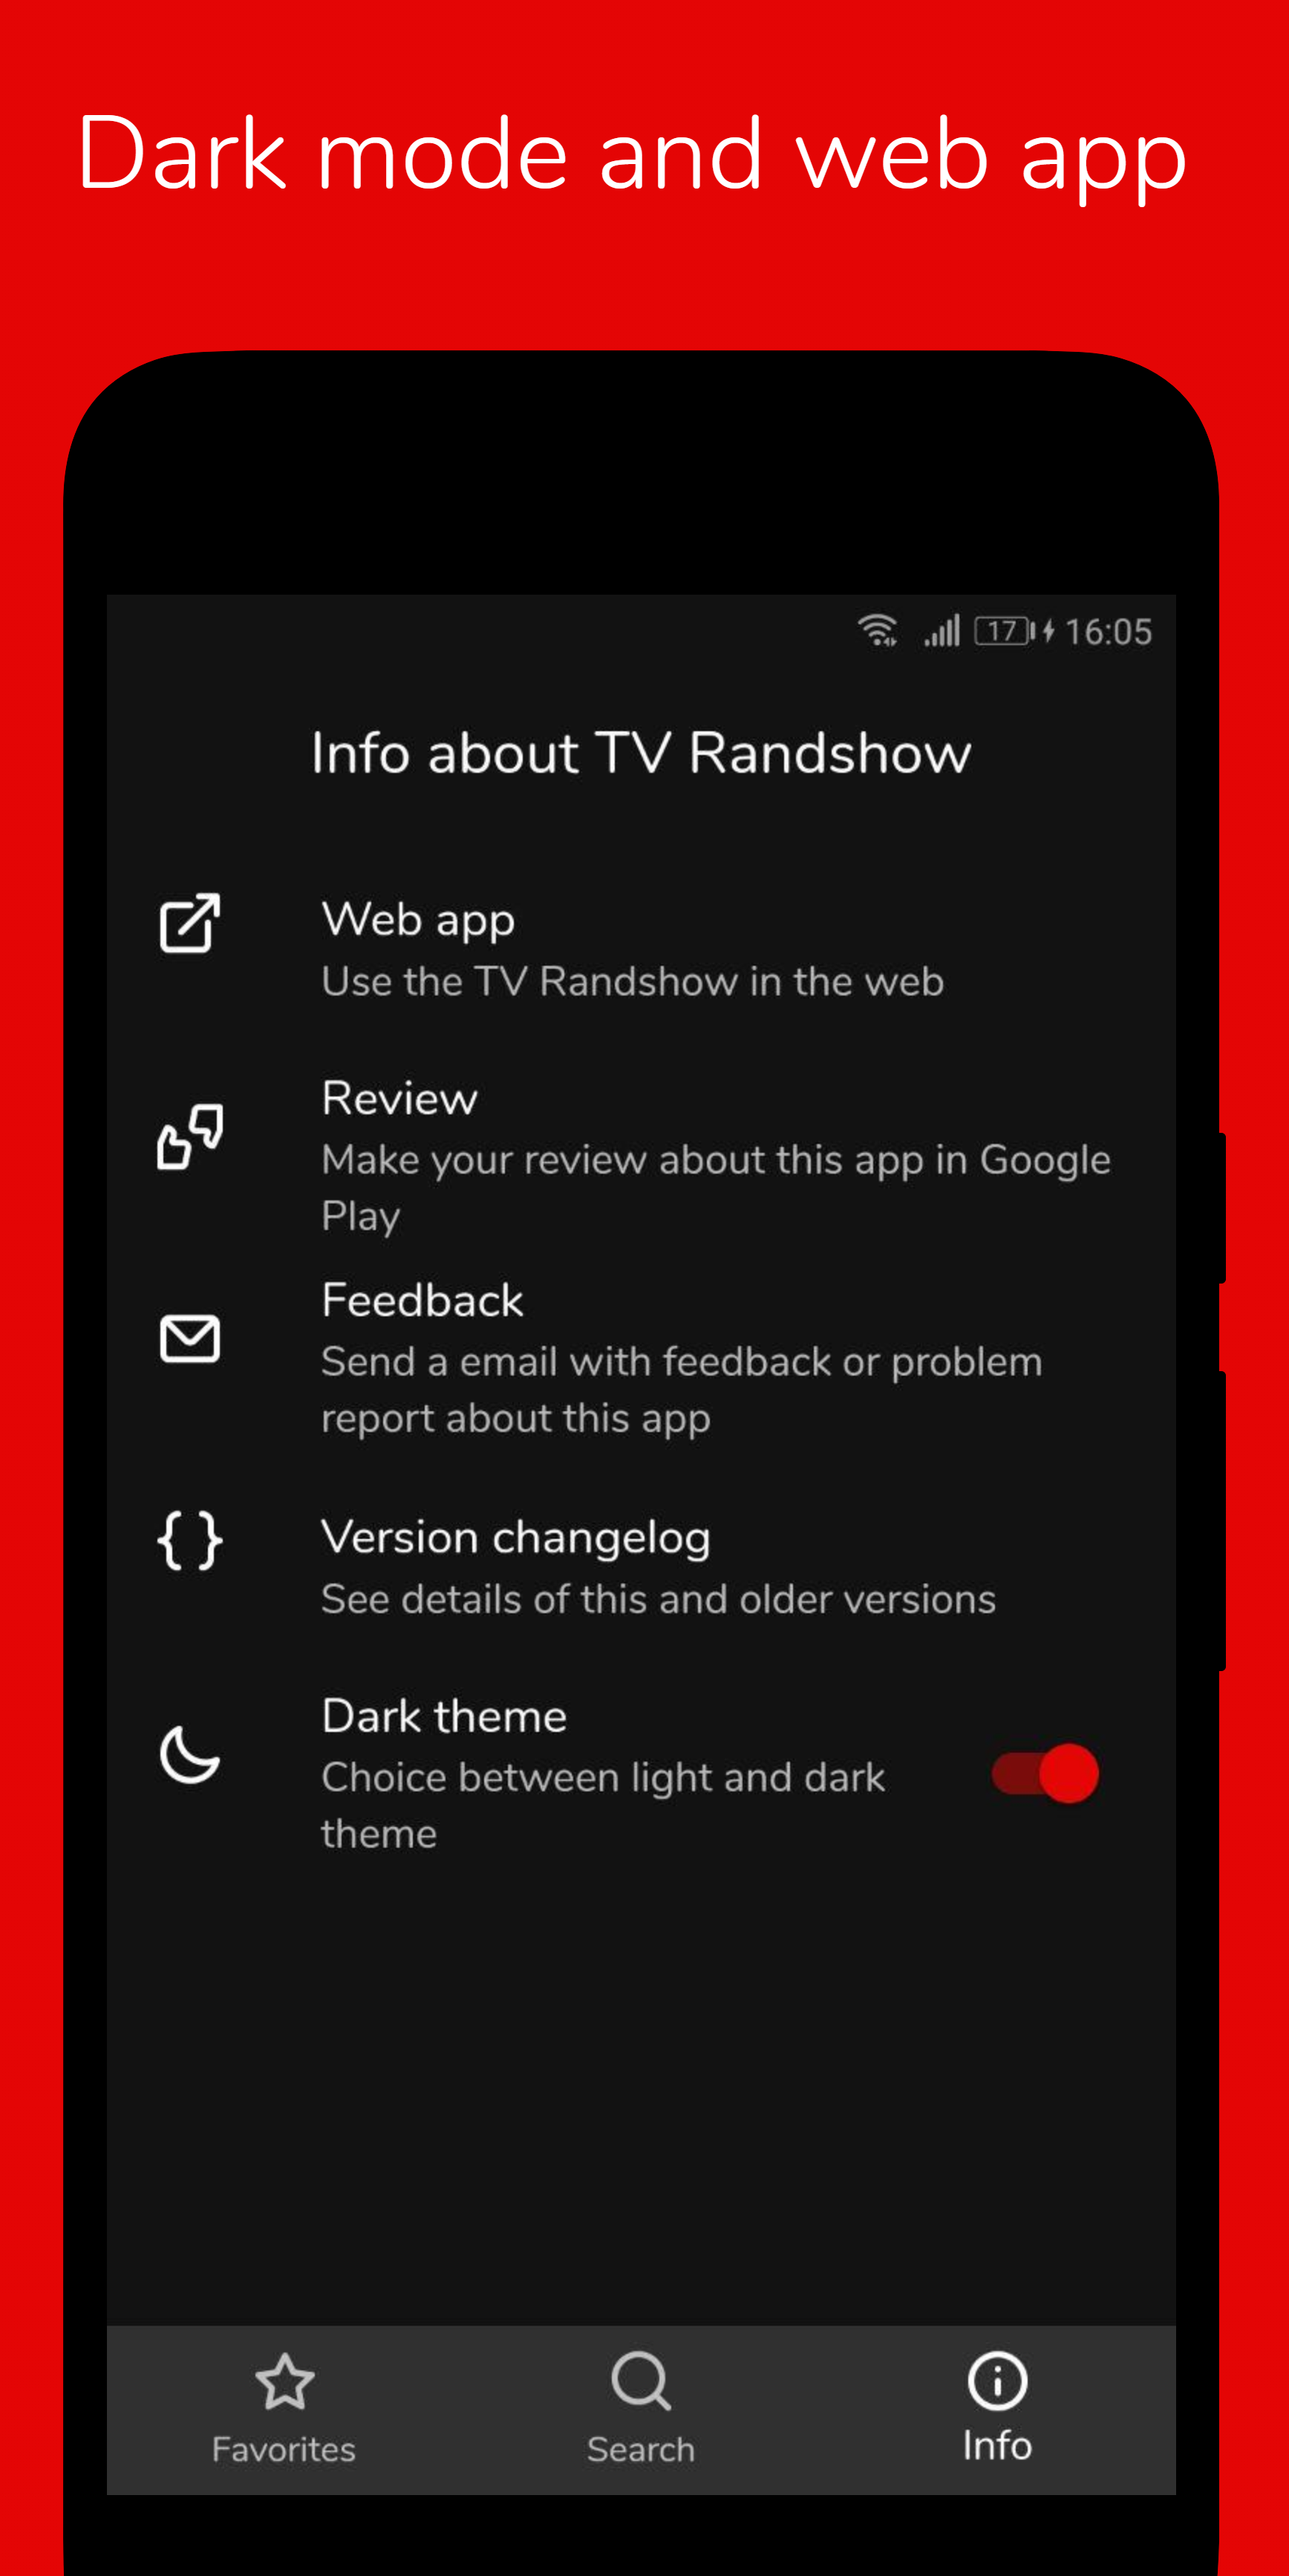 Dark mode and web app
17 16:05
Info about TV Randshow
Web app
Use the TV Randshow in the web
Review
Make your review about this app in Google
Play
Feedback
Send a email with feedback or problem
report about this app
Version changelog
See details of this and older versions
Dark theme
Choice between light and dark
theme
Favorites
Search
Info